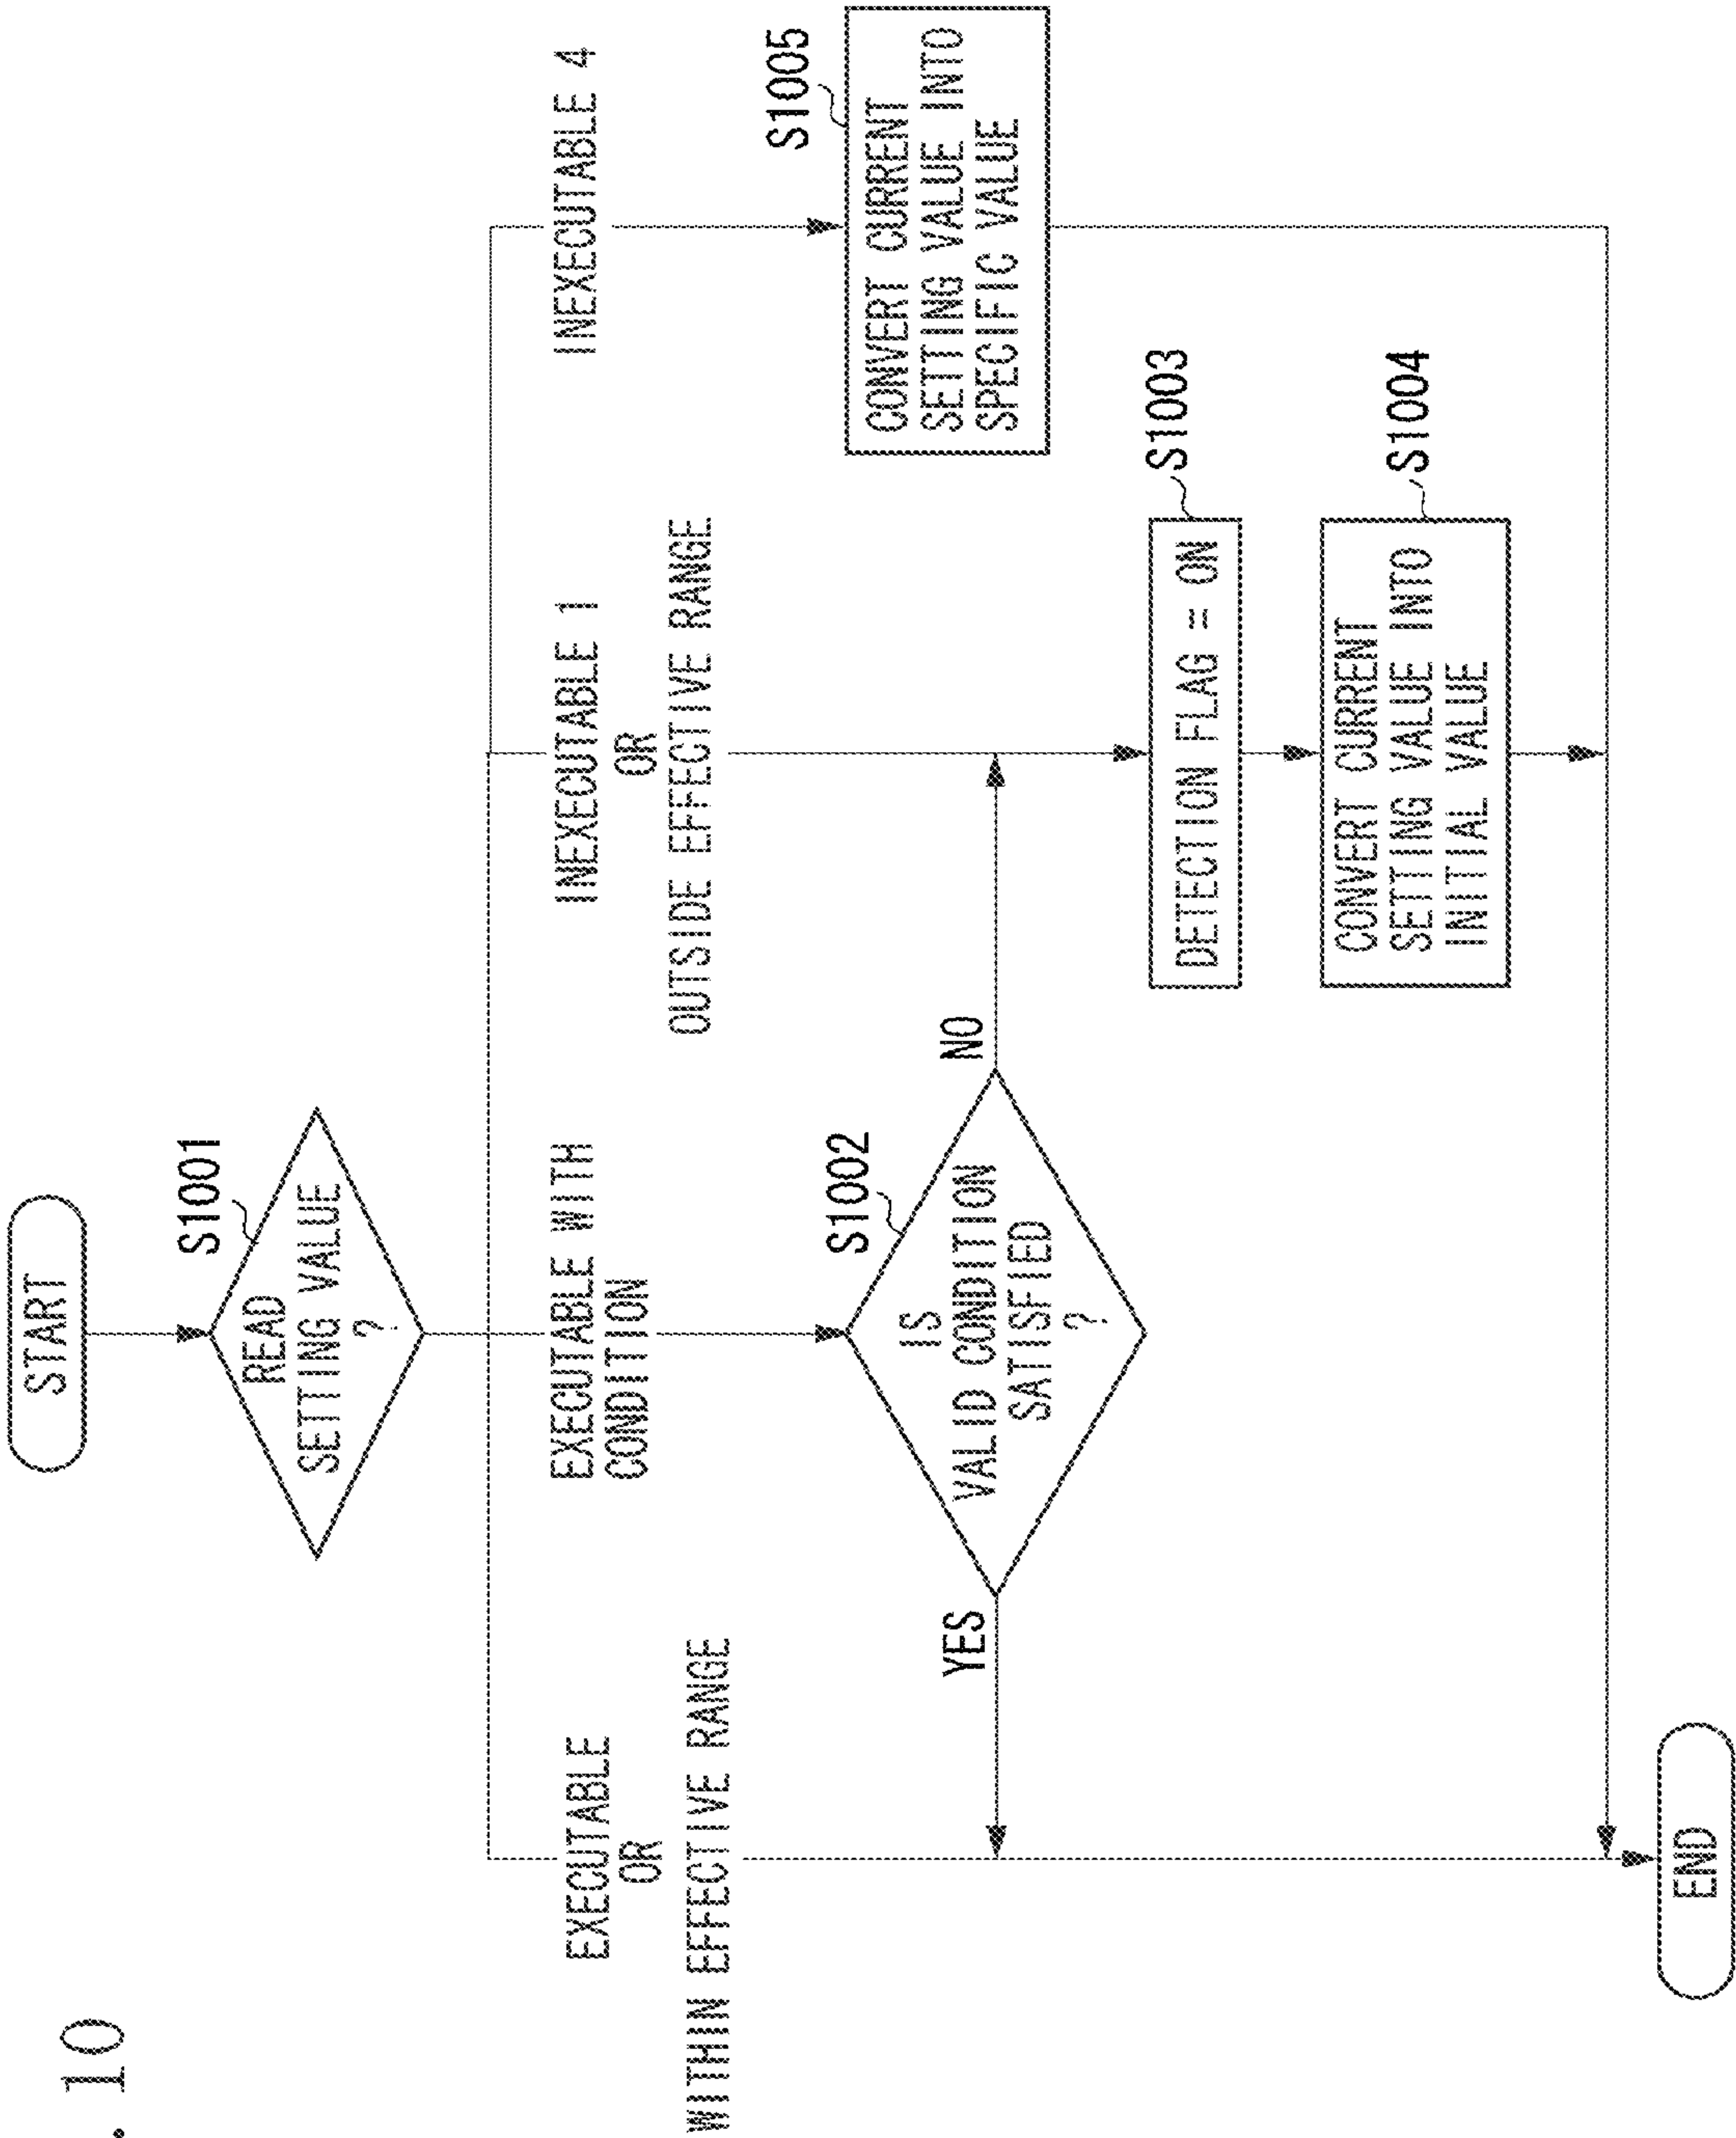 . 10
START
S1001
READ
SETTING VALUE
?
EXECUTABLE
OR
WITHIN EFFECTIVE RANGE
EXECUTABLE WITH
CONDITION
INEXECUTABLE 1
OR
OUTSIDE EFFECTIVE RANGE
INEXECUTABLE 4
S1002
IS
VALID CONDITION
SATISFIED
?
YES
NO
S1005
CONVERT CURRENT
SETTING VALUE INTO
SPECIFIC VALUE
S1003
DETECTION FLAG = ON
S1004
CONVERT CURRENT
SETTING VALUE INTO
INITIAL VALUE
END